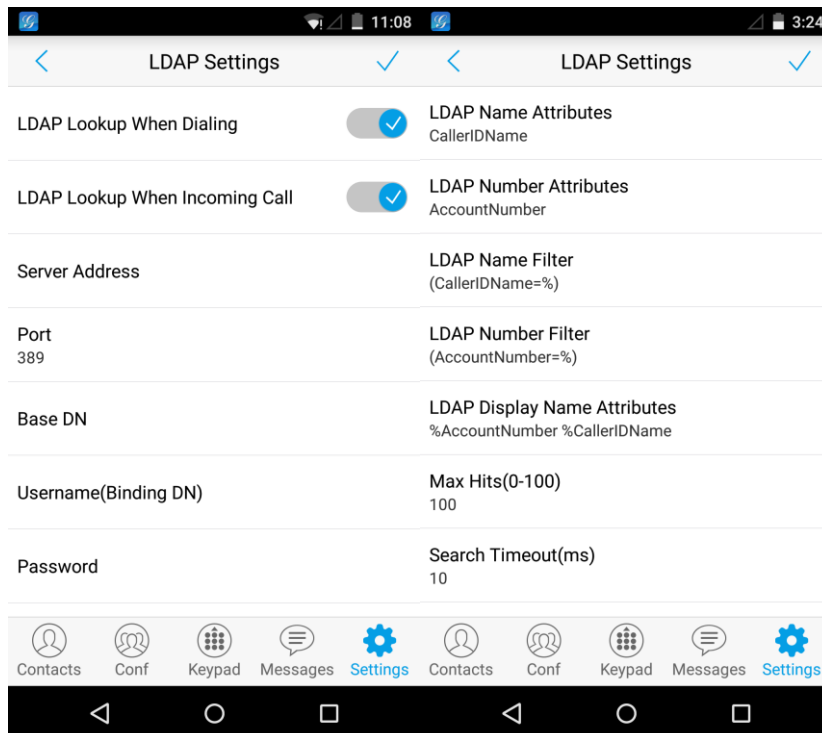 11:08
LDAP Settings
LDAP Lookup When Dialing
LDAP Lookup When Incoming Call
Server Address
Port
389
Base DN
Username(Binding DN)
Password
Contacts
Conf
Keypad
Messages
Settings
3:24
LDAP Settings
LDAP Name Attributes
CallerIDName
LDAP Number Attributes
AccountNumber
LDAP Name Filter
(CallerIDName=%)
LDAP Number Filter
(AccountNumber=%)
LDAP Display Name Attributes
%AccountNumber %CallerIDName
Max Hits(0-100)
100
Search Timeout(ms)
10
Contacts
Conf
Keypad
Messages
Settings